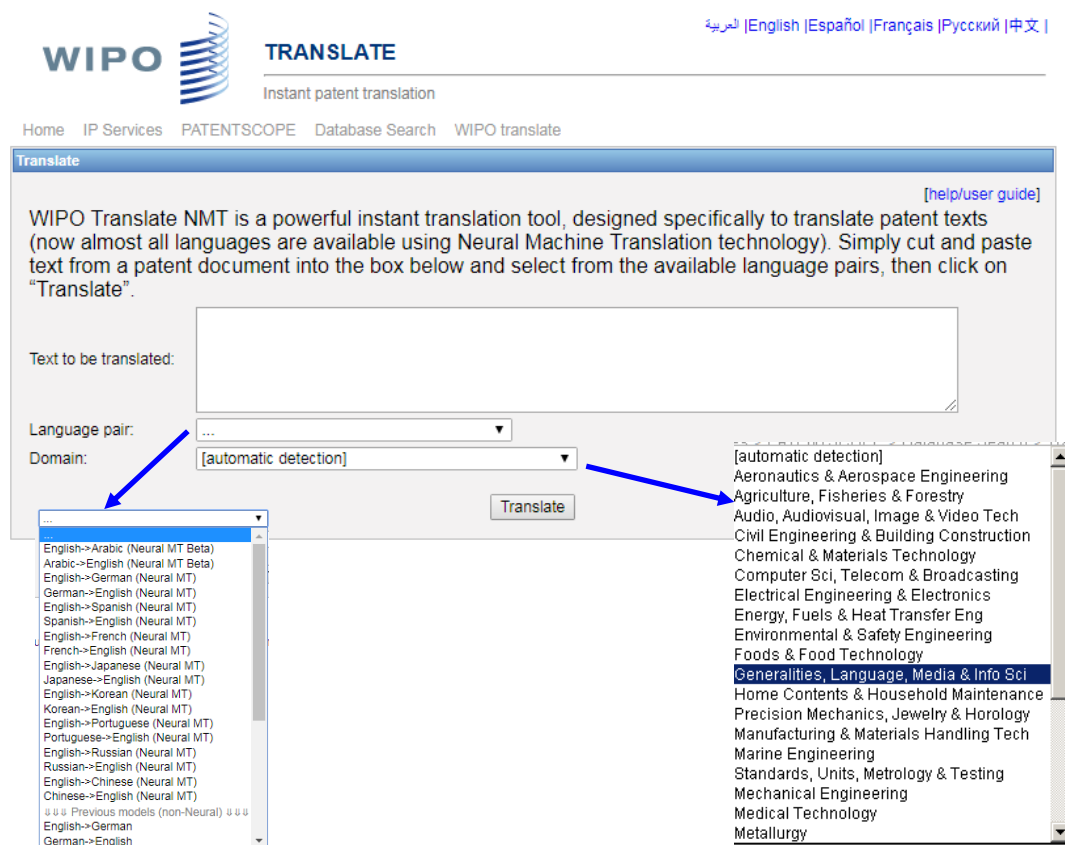 العربية |English |Español |Français |Русский |中文 |
WIPO
TRANSLATE
Instant patent translation
Home IP Services PATENTSCOPE Database Search WIPO translate
Translate
[help/user guide]
WIPO Translate NMT is a powerful instant translation tool, designed specifically to translate patent texts
(now almost all languages are available using Neural Machine Translation technology). Simply cut and paste
text from a patent document into the box below and select from the available language pairs, then click on
“Translate”.
Text to be translated:
Language pair: ...
Domain: [automatic detection]
Translate
...
...
English->Arabic (Neural MT Beta)
Arabic->English (Neural MT Beta)
English->German (Neural MT)
German->English (Neural MT)
English->Spanish (Neural MT)
Spanish->English (Neural MT)
English->French (Neural MT)
French->English (Neural MT)
English->Japanese (Neural MT)
Japanese->English (Neural MT)
English->Korean (Neural MT)
Korean->English (Neural MT)
English->Portuguese (Neural MT)
Portuguese->English (Neural MT)
English->Russian (Neural MT)
Russian->English (Neural MT)
English->Chinese (Neural MT)
Chinese->English (Neural MT)
⇓⇓⇓ Previous models (non-Neural) ⇓⇓⇓
English->German
German->English
[automatic detection]
Aeronautics & Aerospace Engineering
Agriculture, Fisheries & Forestry
Audio, Audiovisual, Image & Video Tech
Civil Engineering & Building Construction
Chemical & Materials Technology
Computer Sci, Telecom & Broadcasting
Electrical Engineering & Electronics
Energy, Fuels & Heat Transfer Eng
Environmental & Safety Engineering
Foods & Food Technology
Generalities, Language, Media & Info Sci
Home Contents & Household Maintenance
Precision Mechanics, Jewelry & Horology
Manufacturing & Materials Handling Tech
Marine Engineering
Standards, Units, Metrology & Testing
Mechanical Engineering
Medical Technology
Metallurgy